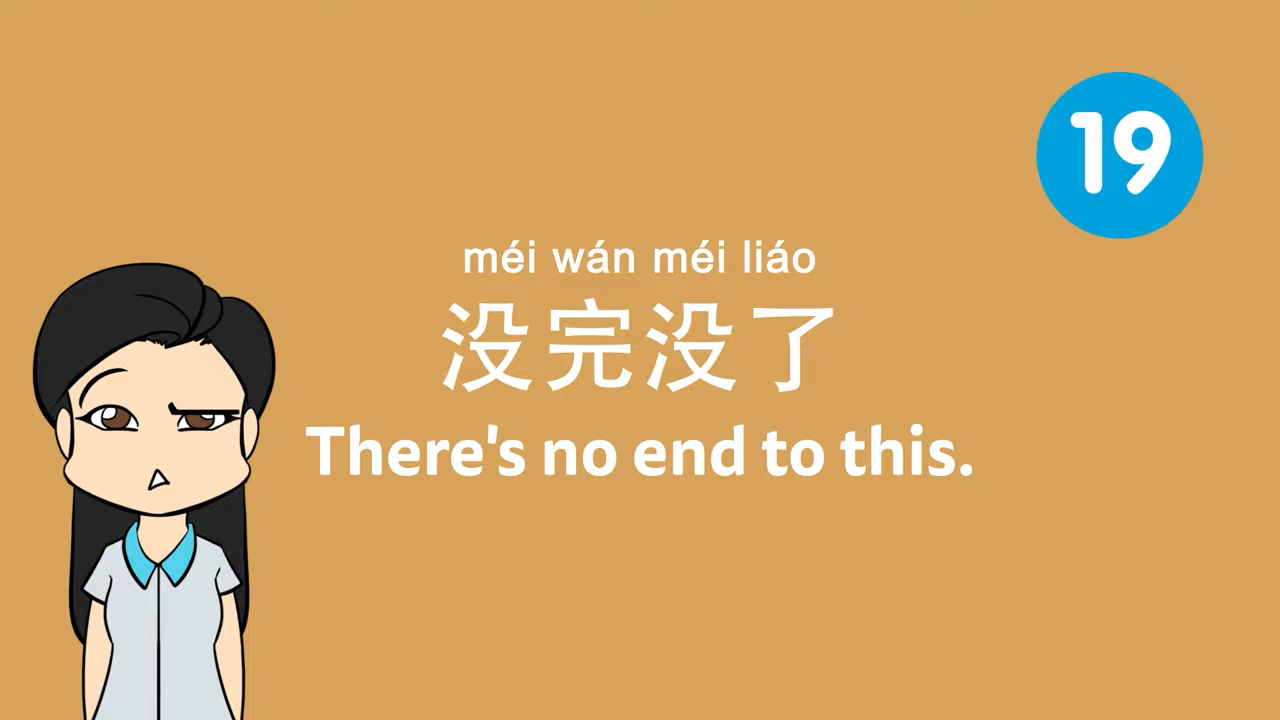 19
méi wán méi liáo
没完没了
There's no end to this.